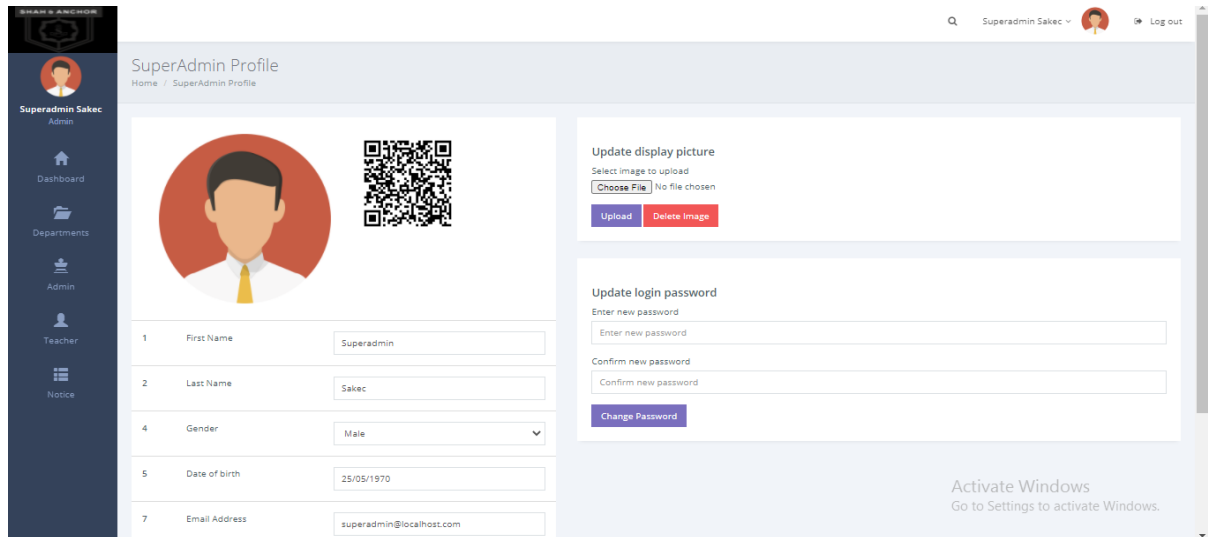 SHAH & ANCHOR
Superadmin Sakec
Log out
Superadmin Sakec
Admin
Dashboard
Departments
Admin
Teacher
Notice
SuperAdmin Profile
Home / SuperAdmin Profile
1 First Name Superadmin
2 Last Name Sakec
4 Gender Male
5 Date of birth 25/05/1970
7 Email Address superadmin@localhost.com
Update display picture
Select image to upload
Choose File No file chosen
Upload Delete Image
Update login password
Enter new password
Enter new password
Confirm new password
Confirm new password
Change Password
Activate Windows
Go to Settings to activate Windows.